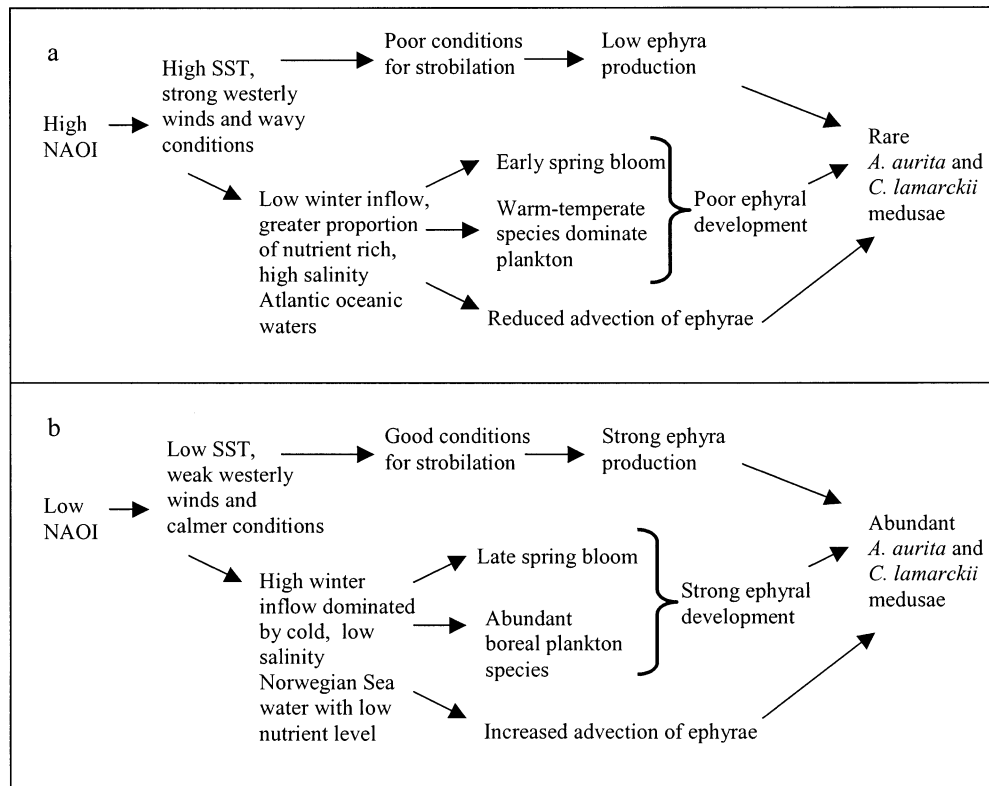 a
High
NAOI
High SST,
strong westerly
winds and wavy
conditions
Poor conditions
for strobilation
Low ephyra
production
Low winter inflow,
greater proportion
of nutrient rich,
high salinity
Atlantic oceanic
waters
Early spring bloom
Warm-temperate
species dominate
plankton
Poor ephyral
development
Reduced advection of ephyrae
Rare
A. aurita and
C. lamarckii
medusae
b
Low
NAOI
Low SST,
weak westerly
winds and
calmer conditions
Good conditions
for strobilation
Strong ephyra
production
High winter
inflow dominated
by cold, low
salinity
Norwegian Sea
water with low
nutrient level
Late spring bloom
Abundant
boreal plankton
species
Strong ephyral
development
Increased advection of ephyrae
Abundant
A. aurita and
C. lamarckii
medusae